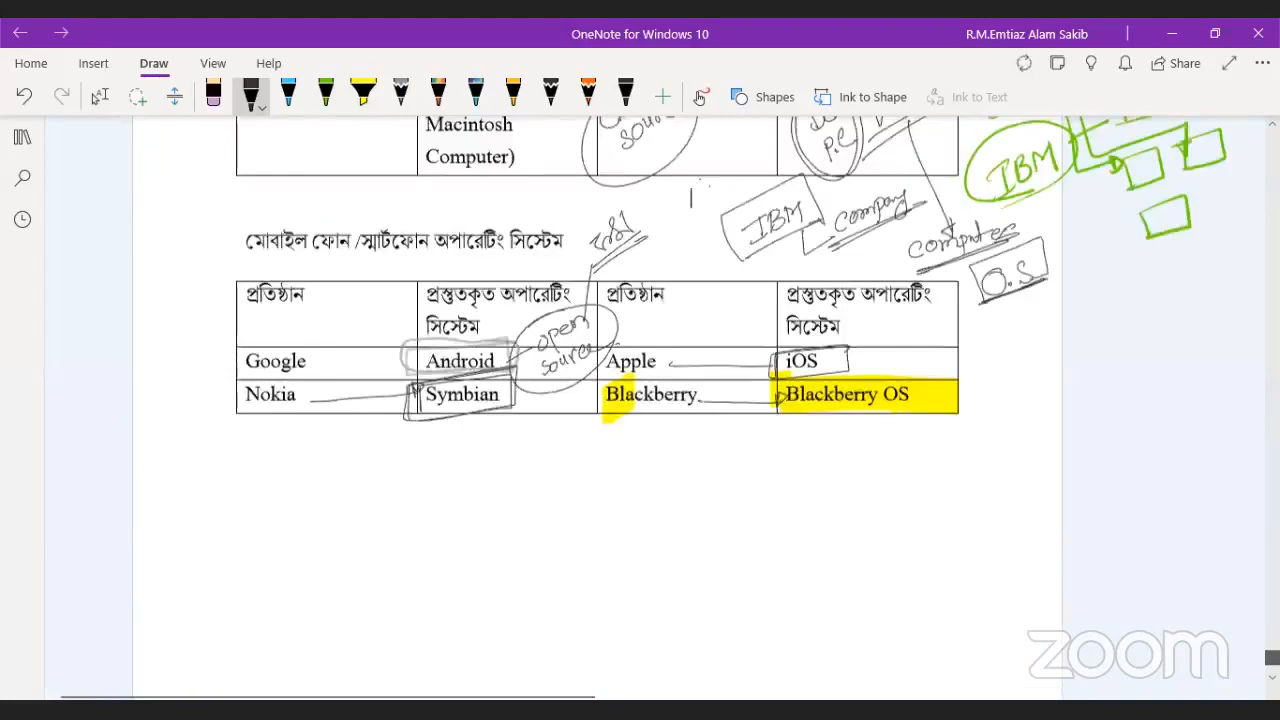 OneNote for Windows 10
R.M.Emtiaz Alam Sakib
Home Insert Draw View Help
Share
Shapes Ink to Shape Ink to Text
Macintosh
Computer)
source
P.C
IBM
IBM
Company
Computer
O.S
মোবাইল ফোন /স্মার্টফোন অপারেটিং সিস্টেম
প্রতিষ্ঠান প্রস্তুতকৃত অপারেটিং সিস্টেম প্রতিষ্ঠান প্রস্তুতকৃত অপারেটিং সিস্টেম
open source
Google Android Apple iOS
Nokia Symbian Blackberry Blackberry OS
zoom